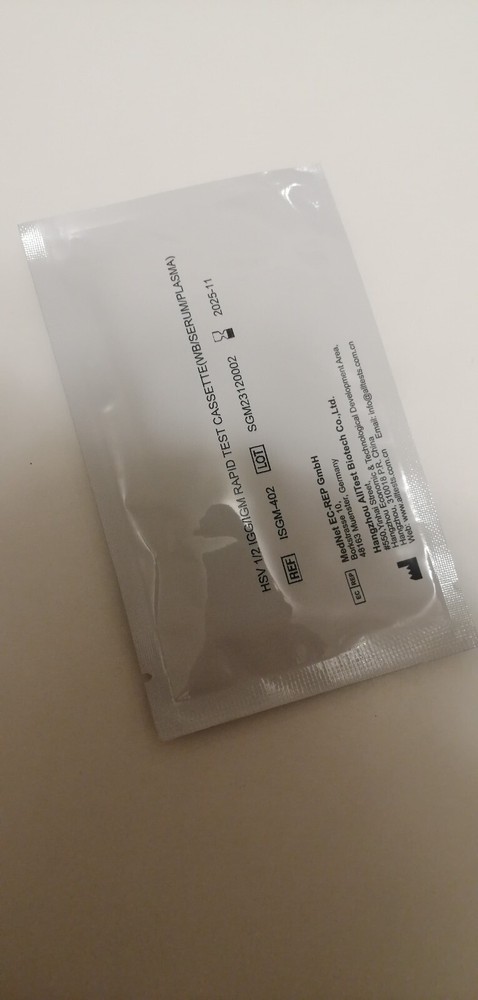 HSV 1/2 IGG/IGM RAPID TEST CASSETTE(WB/SERUM/PLASMA)
REF ISGM-402 LOT SGM23120002 2025-11
EC REP MedNet EC-REP GmbH
Borkstrasse 10,
48163 Muenster, Germany
Hangzhou AllTest Biotech Co.,Ltd.
#550,Yinhai Street,
Hangzhou Economic & Technological Development Area,
Hangzhou, 310018 P.R. China
Web: www.alltests.com.cn Email: info@alltests.com.cn